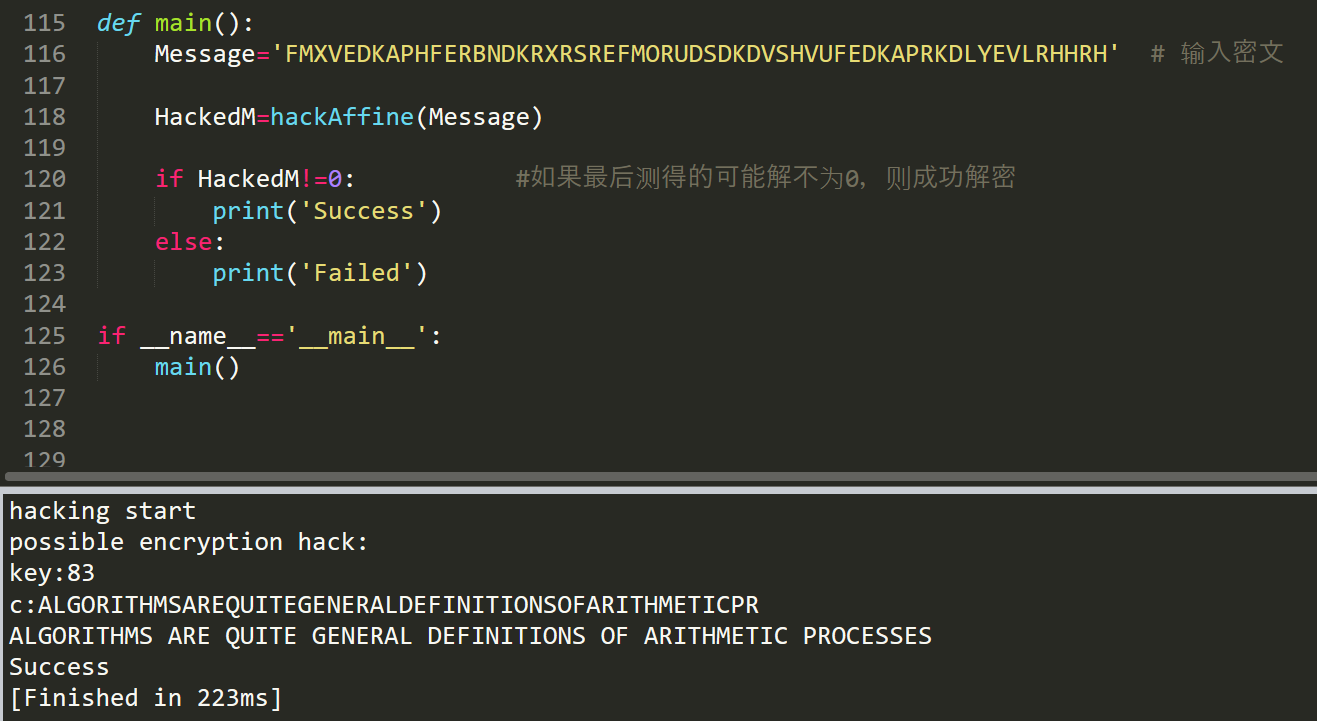 115 def main():
116 Message='FMXVEDKAPHFERBNDKRXRSREFMORUDSDKDVSHVUFEDKAPRKDLYEVLRHHRH' # 输入密文
117
118 HackedM=hackAffine(Message)
119
120 if HackedM!=0: #如果最后测得的可能解不为0，则成功解密
121 print('Success')
122 else:
123 print('Failed')
124
125 if __name__=='__main__':
126 main()
127
128
129
hacking start
possible encryption hack:
key:83
c:ALGORITHMSAREQUITEGENERALDEFINITIONSOFARITHMETICPR
ALGORITHMS ARE QUITE GENERAL DEFINITIONS OF ARITHMETIC PROCESSES
Success
[Finished in 223ms]